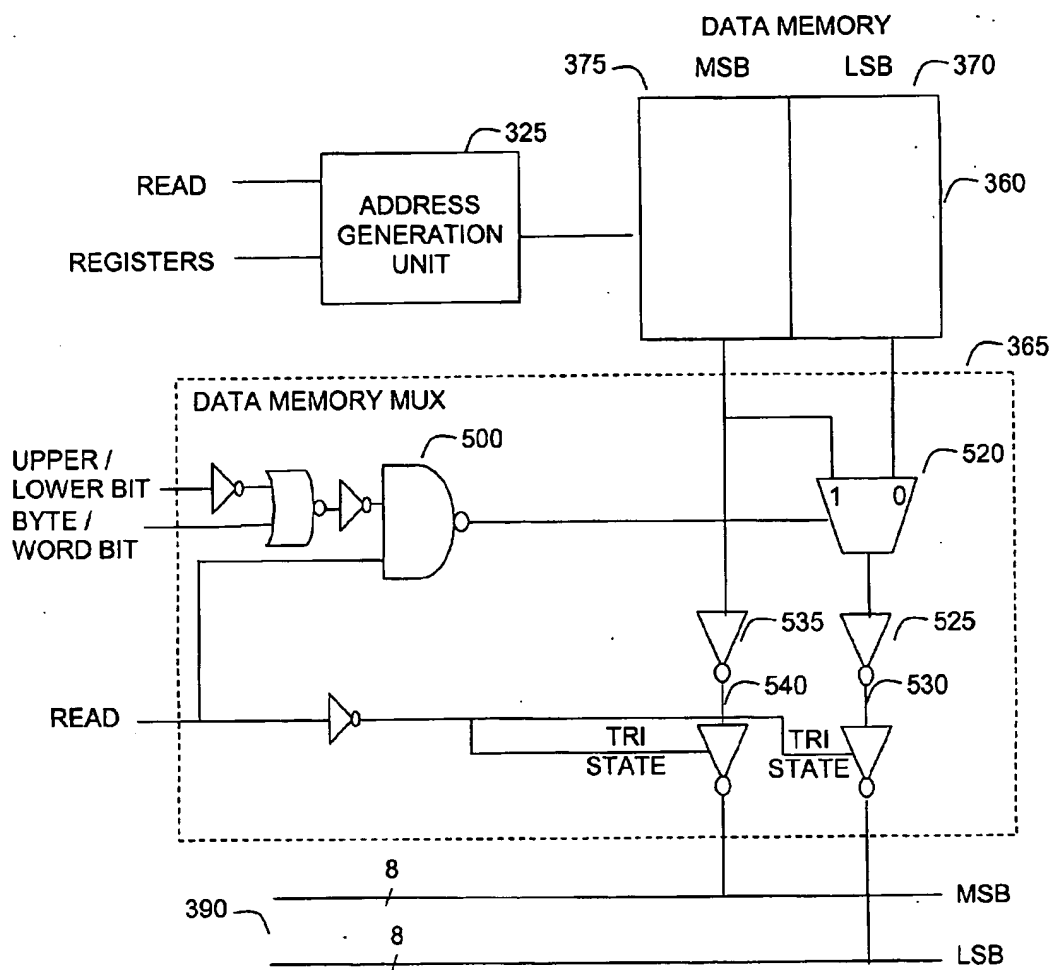 DATA MEMORY
375 MSB LSB 370
325
READ
ADDRESS
GENERATION
UNIT
REGISTERS
360
365
DATA MEMORY MUX
500
UPPER /
LOWER BIT
BYTE /
WORD BIT
1 0
520
535 525
540 530
READ
TRI
STATE
TRI
STATE
8
MSB
390
8
LSB